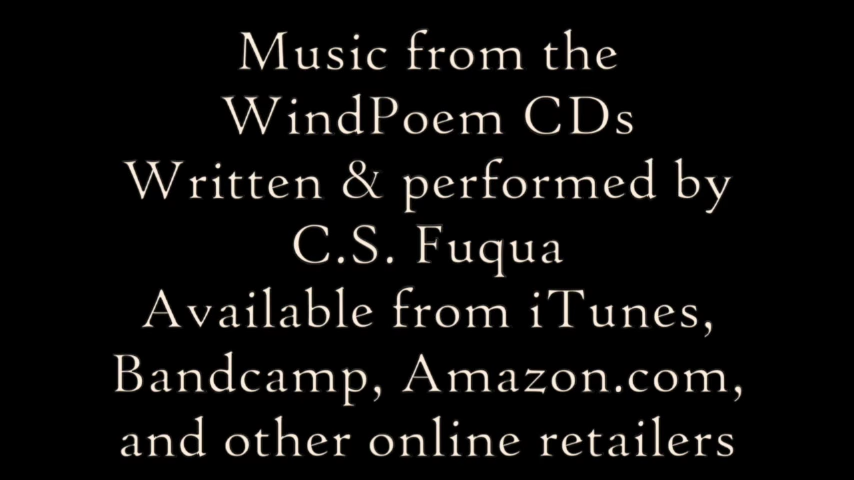 Music from the
WindPoem CDs
Written & performed by
C.S. Fuqua
Available from iTunes,
Bandcamp, Amazon.com,
and other online retailers